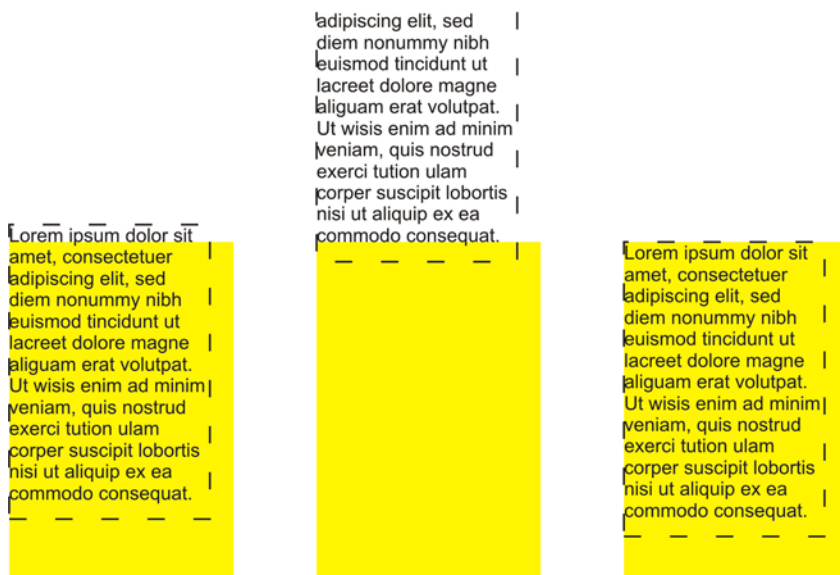 Lorem ipsum dolor sit
amet, consectetuer
adipiscing elit, sed
diem nonummy nibh
euismod tincidunt ut
lacreet dolore magne
aliguam erat volutpat.
Ut wisis enim ad minim
veniam, quis nostrud
exerci tution ulam
corper suscipit lobortis
nisi ut aliquip ex ea
commodo consequat.
adipiscing elit, sed
diem nonummy nibh
euismod tincidunt ut
lacreet dolore magne
aliguam erat volutpat.
Ut wisis enim ad minim
veniam, quis nostrud
exerci tution ulam
corper suscipit lobortis
nisi ut aliquip ex ea
commodo consequat.
Lorem ipsum dolor sit
amet, consectetuer
adipiscing elit, sed
diem nonummy nibh
euismod tincidunt ut
lacreet dolore magne
aliguam erat volutpat.
Ut wisis enim ad minim
veniam, quis nostrud
exerci tution ulam
corper suscipit lobortis
nisi ut aliquip ex ea
commodo consequat.